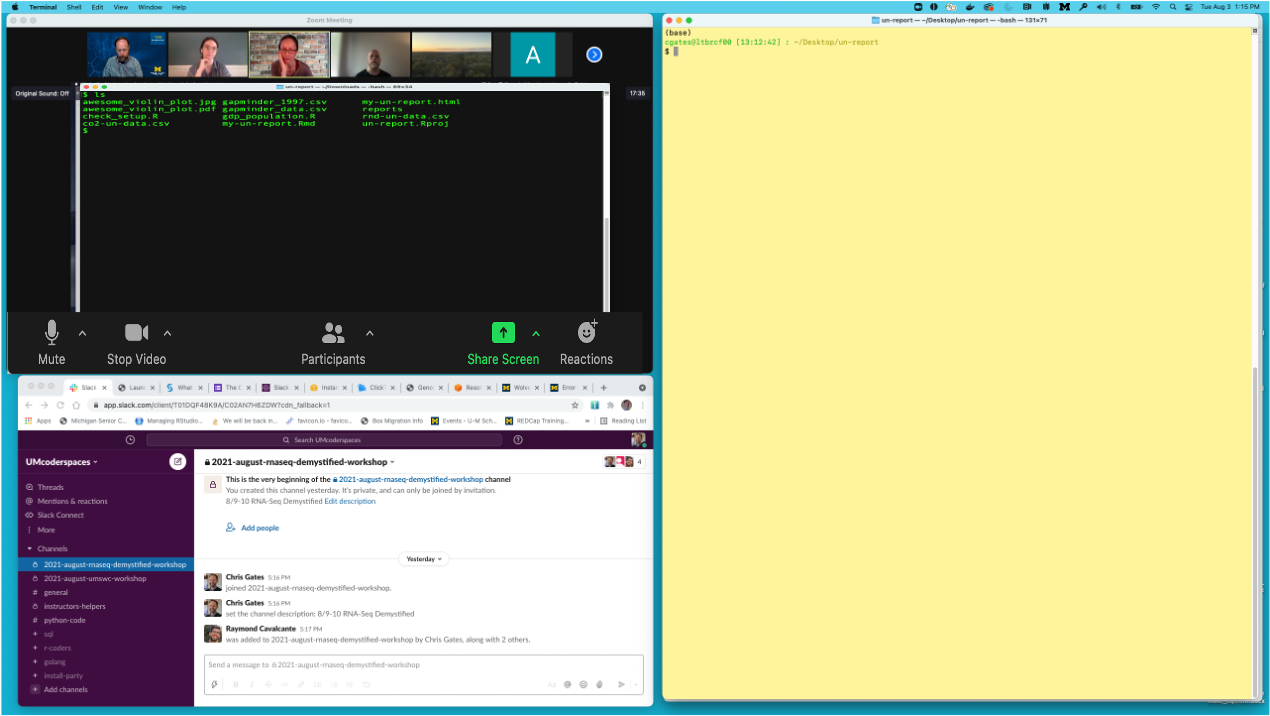 Terminal Shell Edit View Window Help
Tue Aug 3 1:15 PM
Zoom Meeting
A
Original Sound: Off
17:35
un-report — ~/Downloads — -bash — 69×24
$ ls
awesome_violin_plot.jpg gapminder_1997.csv my-un-report.html
awesome_violin_plot.pdf gapminder_data.csv reports
check_setup.R gdp_population.R rnd-un-data.csv
co2-un-data.csv my-un-report.Rmd un-report.Rproj
$
Mute Stop Video Participants Share Screen Reactions
un-report — ~/Desktop/un-report — -bash — 131×71
(base)
cgates@ltbrcf00 [13:12:42] : ~/Desktop/un-report
$
Slack Laun What The C Slack Instar Click Geno Resol Wolve Error
app.slack.com/client/T01DQF48K9A/C02AN7H6ZDW?cdn_fallback=1
Apps Michigan Senior C... Managing RStudio... We will be back in... favicon.io - favico... Box Migration Info Events - U-M Sch... REDCap Training... » Reading List
Search UMcoderspaces
UMcoderspaces
Threads
Mentions & reactions
Slack Connect
More
Channels
2021-august-rnaseq-demystified-workshop
2021-august-umswc-workshop
# general
instructors-helpers
# python-code
sql
r-coders
golang
install-party
+ Add channels
2021-august-rnaseq-demystified-workshop
4
This is the very beginning of the 2021-august-rnaseq-demystified-workshop channel
You created this channel yesterday. It's private, and can only be joined by invitation.
8/9-10 RNA-Seq Demystified Edit description
Add people
Yesterday
Chris Gates 5:16 PM
joined 2021-august-rnaseq-demystified-workshop.
Chris Gates 5:16 PM
set the channel description: 8/9-10 RNA-Seq Demystified
Raymond Cavalcante 5:17 PM
was added to 2021-august-rnaseq-demystified-workshop by Chris Gates, along with 2 others.
Send a message to 2021-august-rnaseq-demystified-workshop